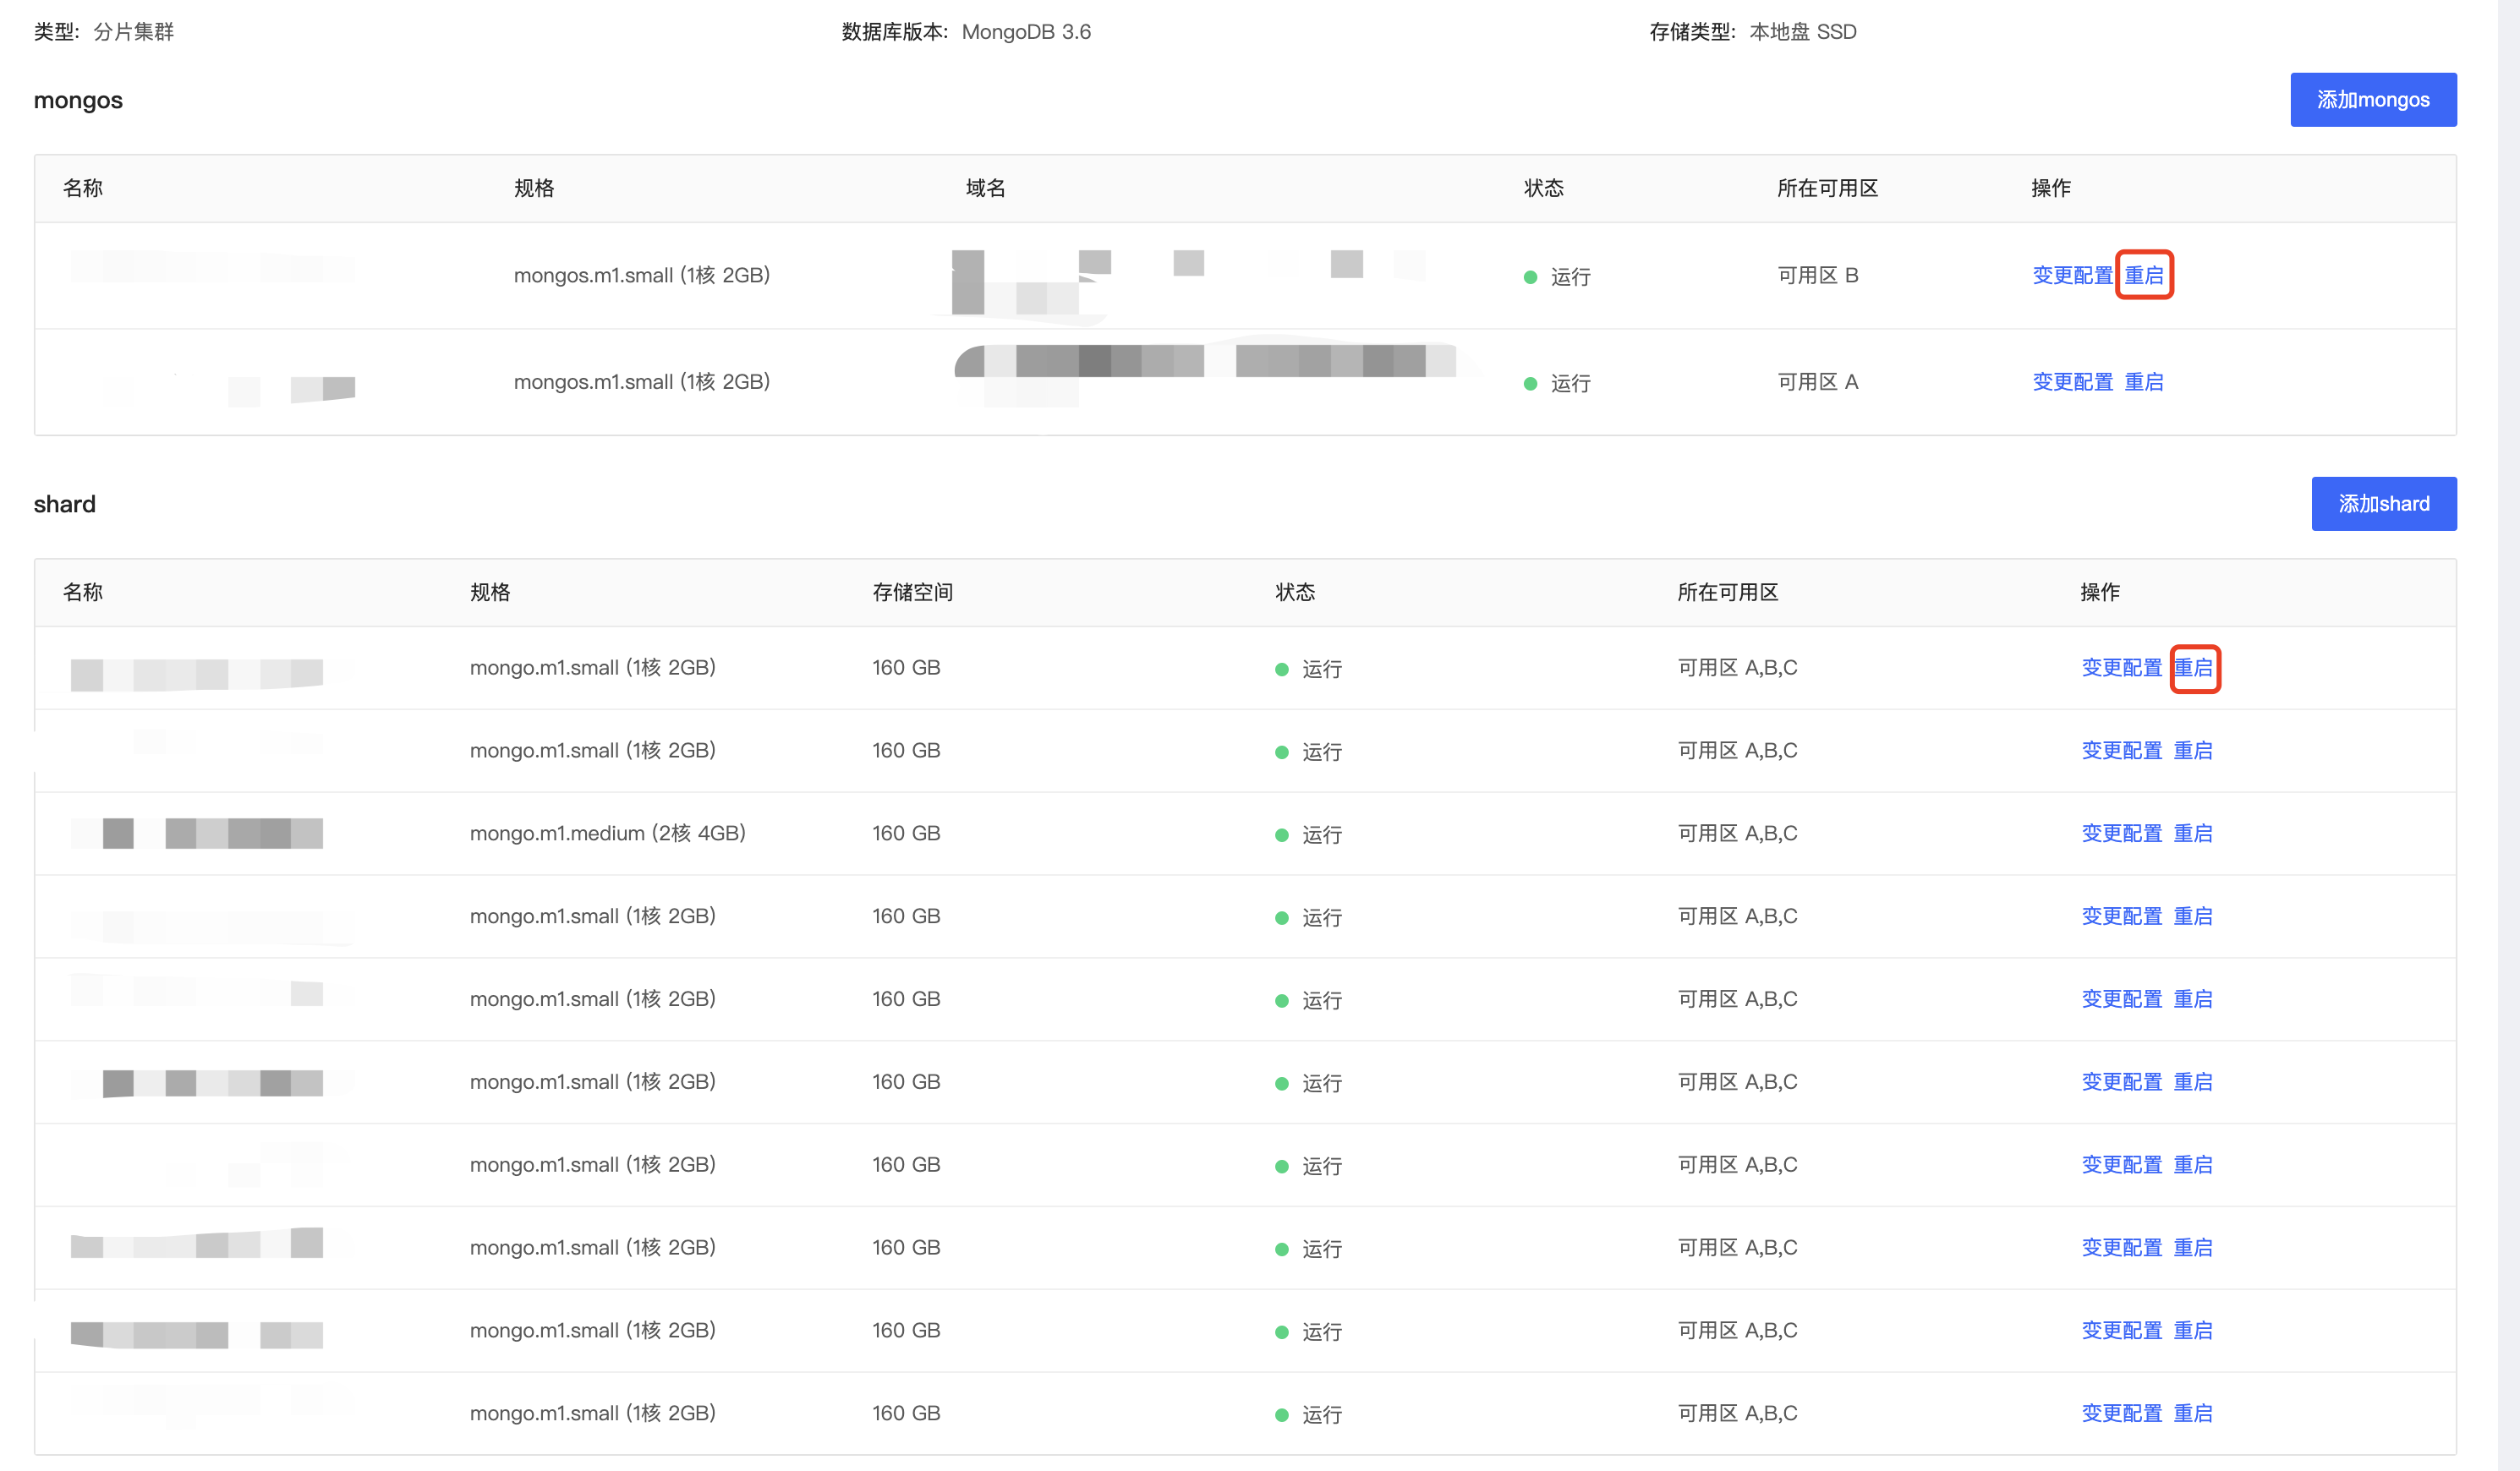 类型: 分片集群 数据库版本: MongoDB 3.6 存储类型: 本地盘 SSD
mongos 添加mongos
名称 规格 域名 状态 所在可用区 操作
mongos.m1.small (1核 2GB) 运行 可用区 B 变更配置 重启
mongos.m1.small (1核 2GB) 运行 可用区 A 变更配置 重启
shard 添加shard
名称 规格 存储空间 状态 所在可用区 操作
mongo.m1.small (1核 2GB) 160 GB 运行 可用区 A,B,C 变更配置 重启
mongo.m1.small (1核 2GB) 160 GB 运行 可用区 A,B,C 变更配置 重启
mongo.m1.medium (2核 4GB) 160 GB 运行 可用区 A,B,C 变更配置 重启
mongo.m1.small (1核 2GB) 160 GB 运行 可用区 A,B,C 变更配置 重启
mongo.m1.small (1核 2GB) 160 GB 运行 可用区 A,B,C 变更配置 重启
mongo.m1.small (1核 2GB) 160 GB 运行 可用区 A,B,C 变更配置 重启
mongo.m1.small (1核 2GB) 160 GB 运行 可用区 A,B,C 变更配置 重启
mongo.m1.small (1核 2GB) 160 GB 运行 可用区 A,B,C 变更配置 重启
mongo.m1.small (1核 2GB) 160 GB 运行 可用区 A,B,C 变更配置 重启
mongo.m1.small (1核 2GB) 160 GB 运行 可用区 A,B,C 变更配置 重启